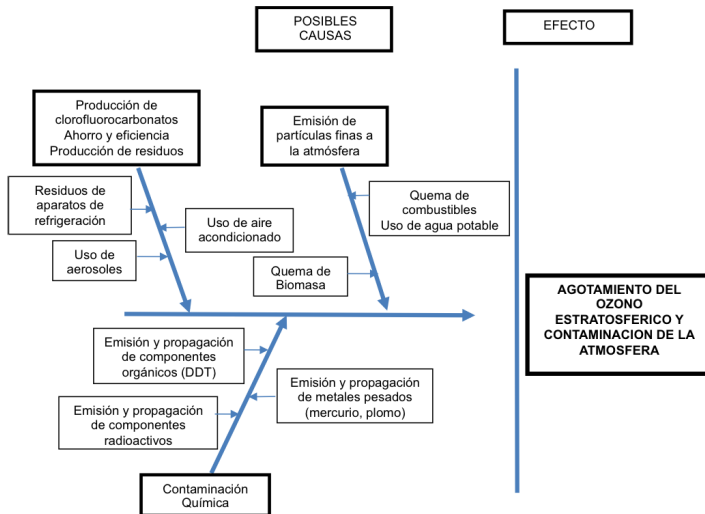 POSIBLES
CAUSAS
EFECTO
Producción de
clorofluorocarbonatos
Ahorro y eficiencia
Producción de residuos
Emisión de
partículas finas a
la atmósfera
Residuos de
aparatos de
refrigeración
Uso de aire
acondicionado
Uso de
aerosoles
Quema de
combustibles
Uso de agua potable
Quema de
Biomasa
AGOTAMIENTO DEL
OZONO
ESTRATOSFERICO Y
CONTAMINACION DE LA
ATMOSFERA
Emisión y propagación
de componentes
orgánicos (DDT)
Emisión y propagación
de metales pesados
(mercurio, plomo)
Emisión y propagación
de componentes
radioactivos
Contaminación
Química